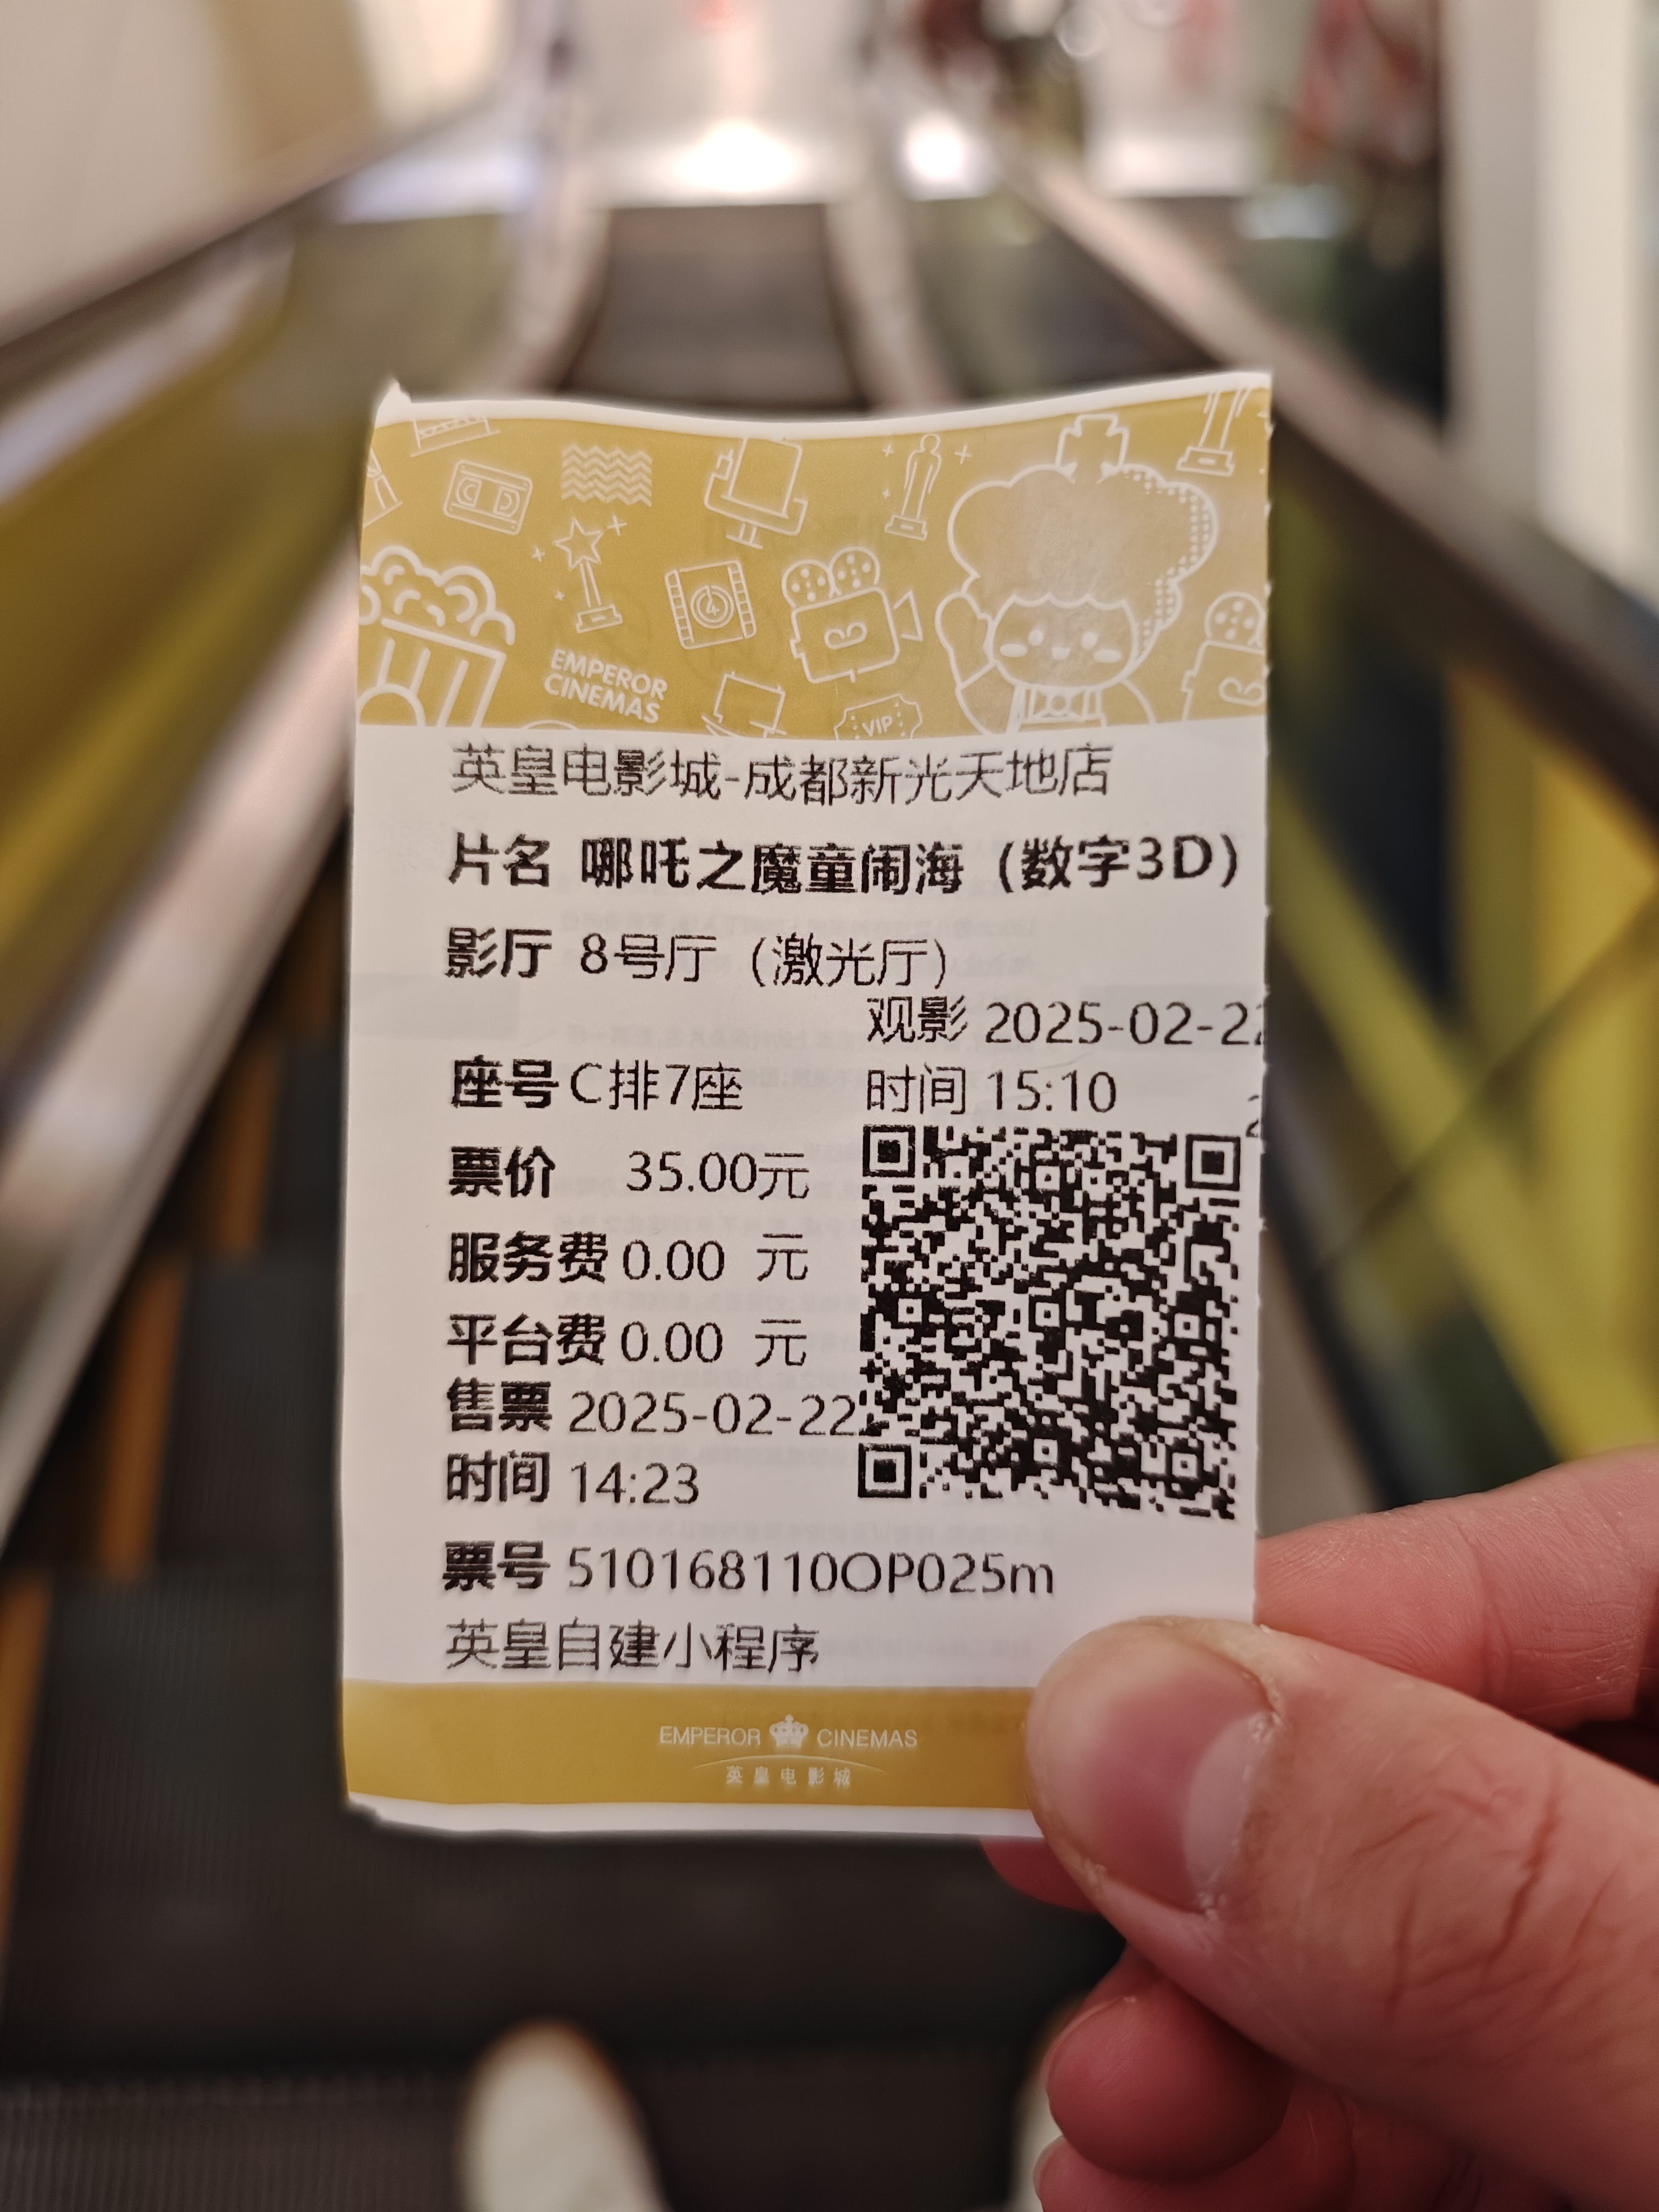 EMPEROR
CINEMAS
VIP
英皇电影城-成都新光天地店
片名 哪吒之魔童闹海（数字3D）
影厅 8号厅（激光厅）
观影 2025-02-22
座号 C排7座
时间 15:10
票价 35.00元
服务费 0.00 元
平台费 0.00 元
售票 2025-02-22
时间 14:23
票号 510168110OP025m
英皇自建小程序
EMPEROR CINEMAS
英皇电影城